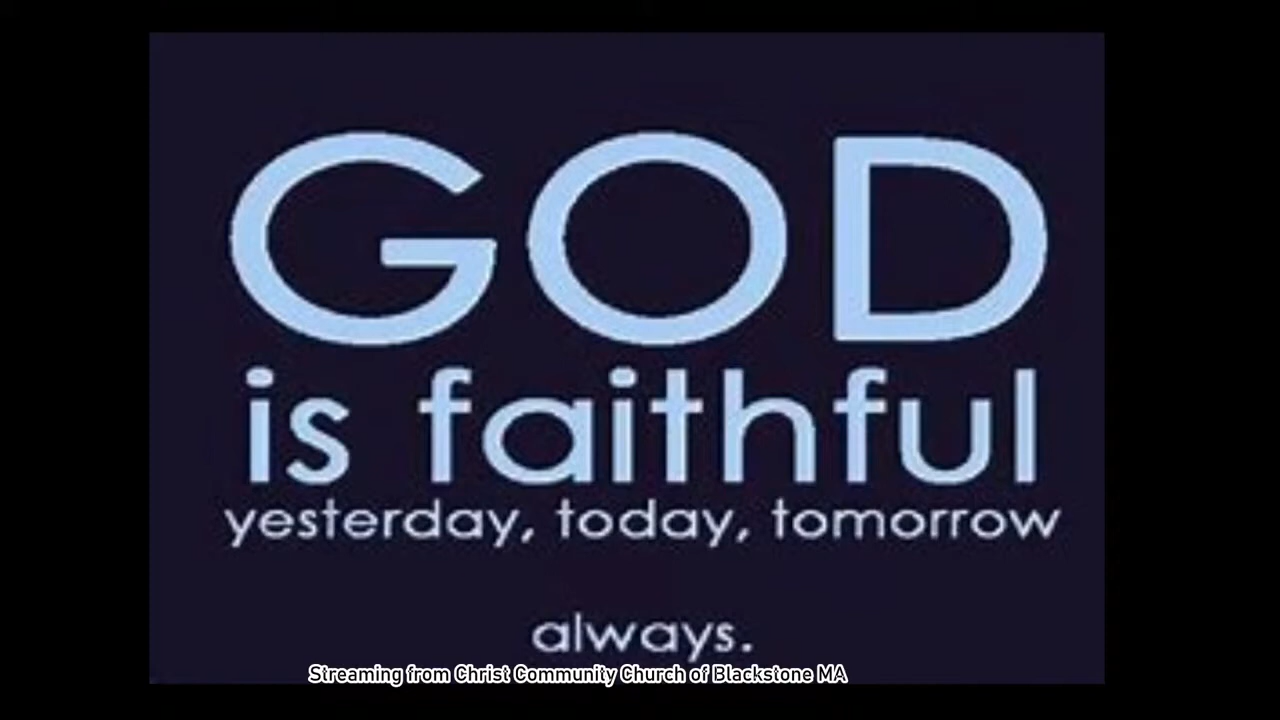 GOD
is faithful
yesterday, today, tomorrow
always.
Streaming from Christ Community Church of Blackstone MA